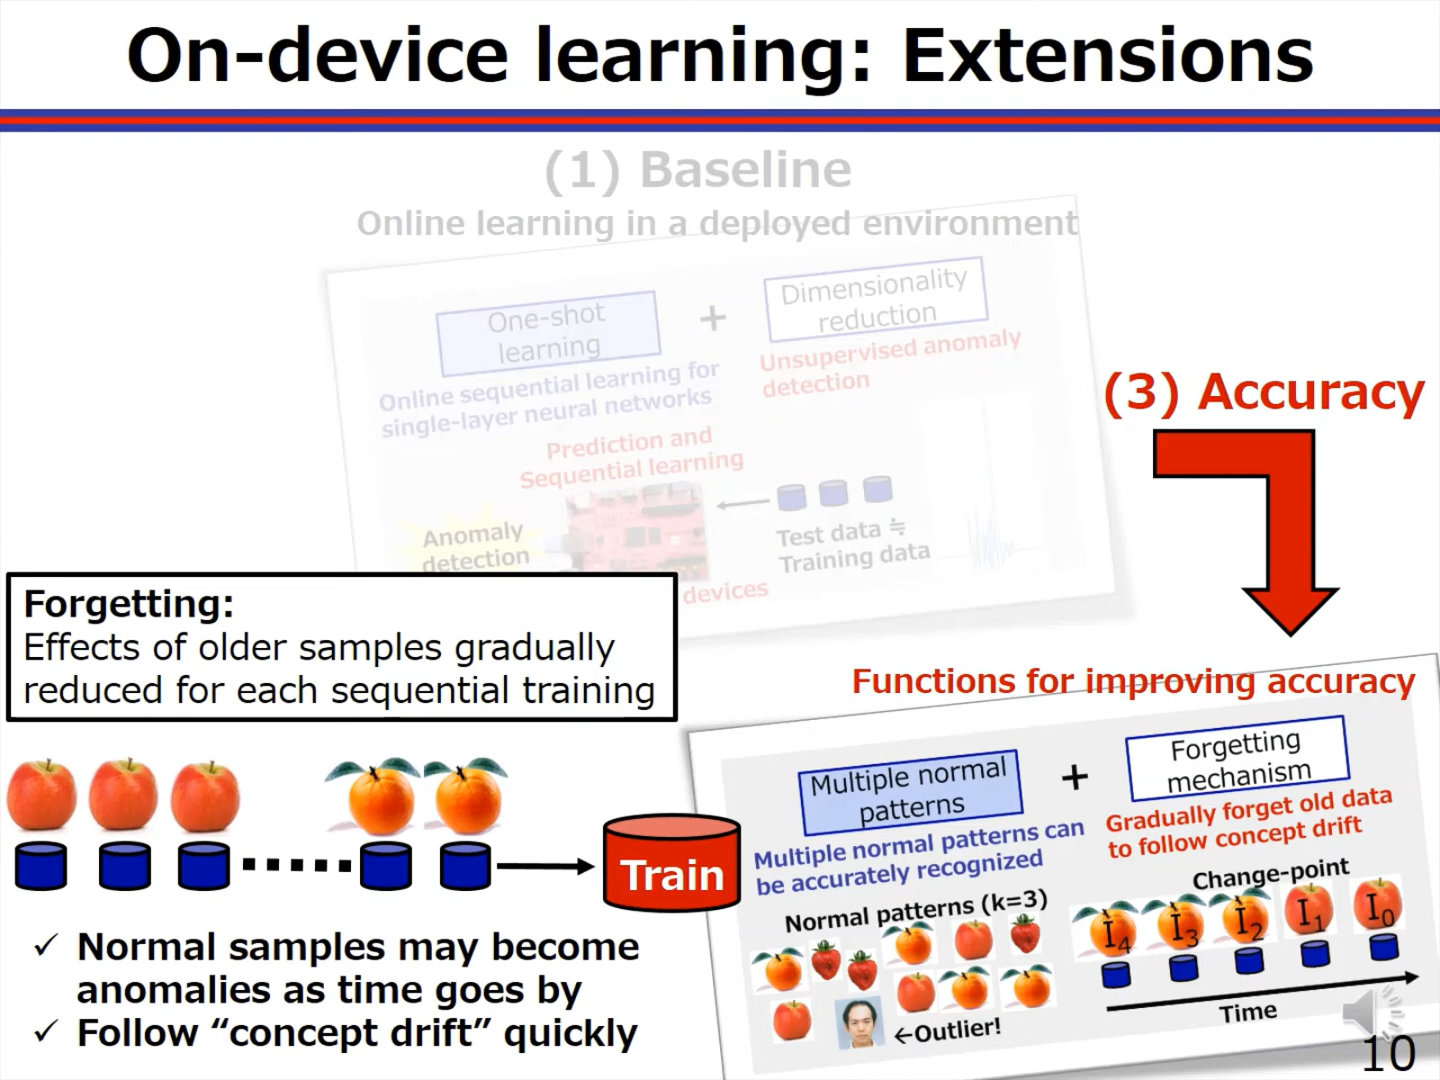 On-device learning: Extensions
(1) Baseline
Online learning in a deployed environment
One-shot
learning
+
Dimensionality
reduction
Online sequential learning for
single-layer neural networks
Unsupervised anomaly
detection
Prediction and
Sequential learning
Anomaly
detection
Test data ≒
Training data
devices
(3) Accuracy
Forgetting:
Effects of older samples gradually
reduced for each sequential training
Train
✓ Normal samples may become
anomalies as time goes by
✓ Follow “concept drift” quickly
Functions for improving accuracy
Multiple normal
patterns
+
Forgetting
mechanism
Multiple normal patterns can
be accurately recognized
Gradually forget old data
to follow concept drift
Normal patterns (k=3)
←Outlier!
Change-point
I₄ I₃ I₂ I₁ I₀
Time
10